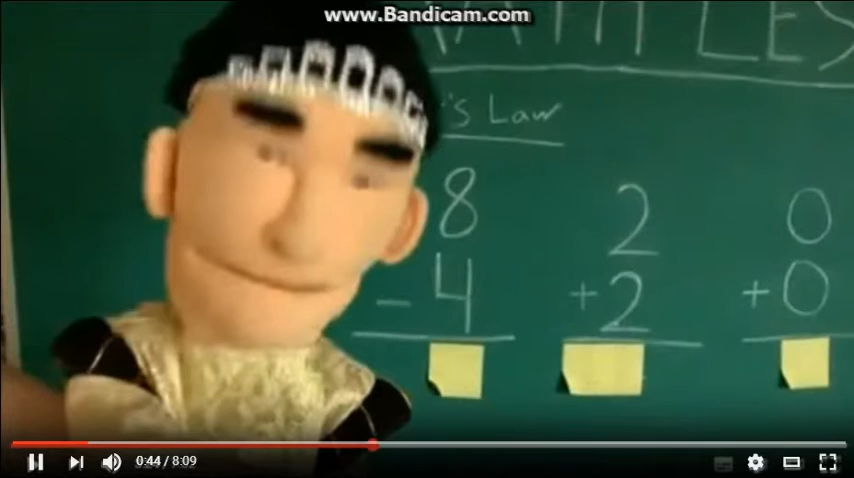 www.Bandicam.com
's Law
8
- 4
2
+ 2
0
+ 0
0:44 / 8:09